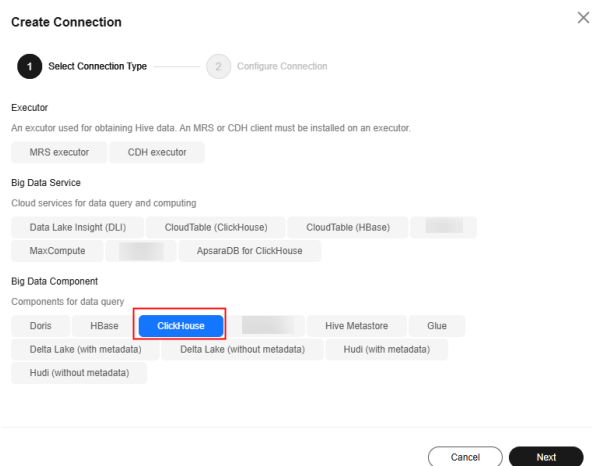 Create Connection
1 Select Connection Type 2 Configure Connection
Executor
An excutor used for obtaining Hive data. An MRS or CDH client must be installed on an executor.
MRS executor CDH executor
Big Data Service
Cloud services for data query and computing
Data Lake Insight (DLI) CloudTable (ClickHouse) CloudTable (HBase)
MaxCompute ApsaraDB for ClickHouse
Big Data Component
Components for data query
Doris HBase ClickHouse Hive Metastore Glue
Delta Lake (with metadata) Delta Lake (without metadata) Hudi (with metadata)
Hudi (without metadata)
Cancel Next